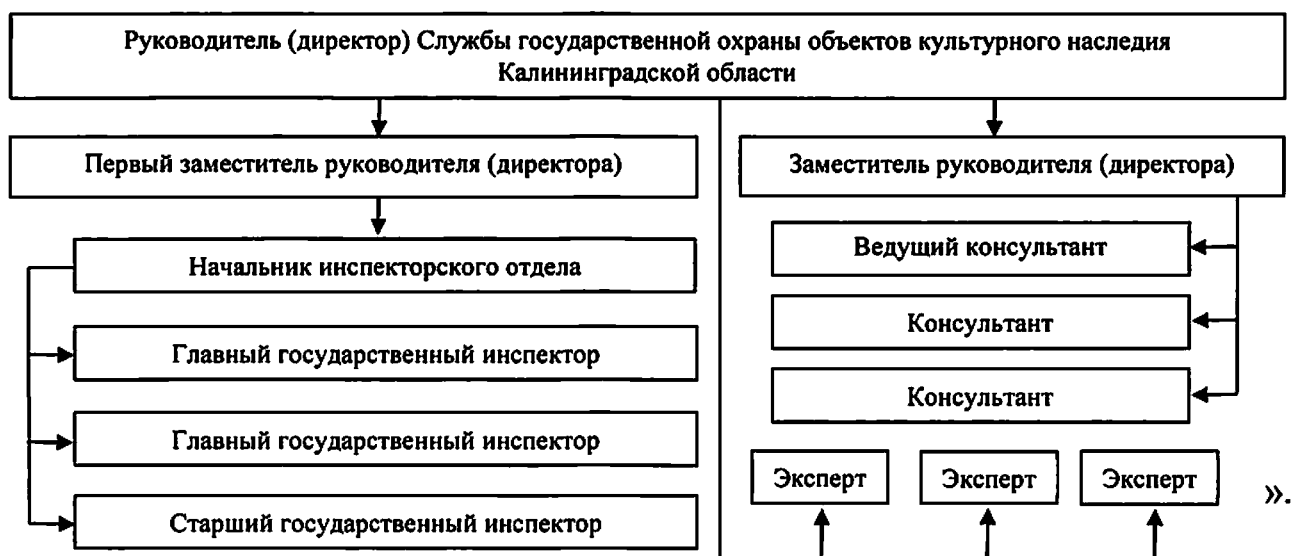 Руководитель (директор) Службы государственной охраны объектов культурного наследия
Калининградской области
Первый заместитель руководителя (директора)
Заместитель руководителя (директора)
Начальник инспекторского отдела
Главный государственный инспектор
Главный государственный инспектор
Старший государственный инспектор
Ведущий консультант
Консультант
Консультант
Эксперт
Эксперт
Эксперт
».